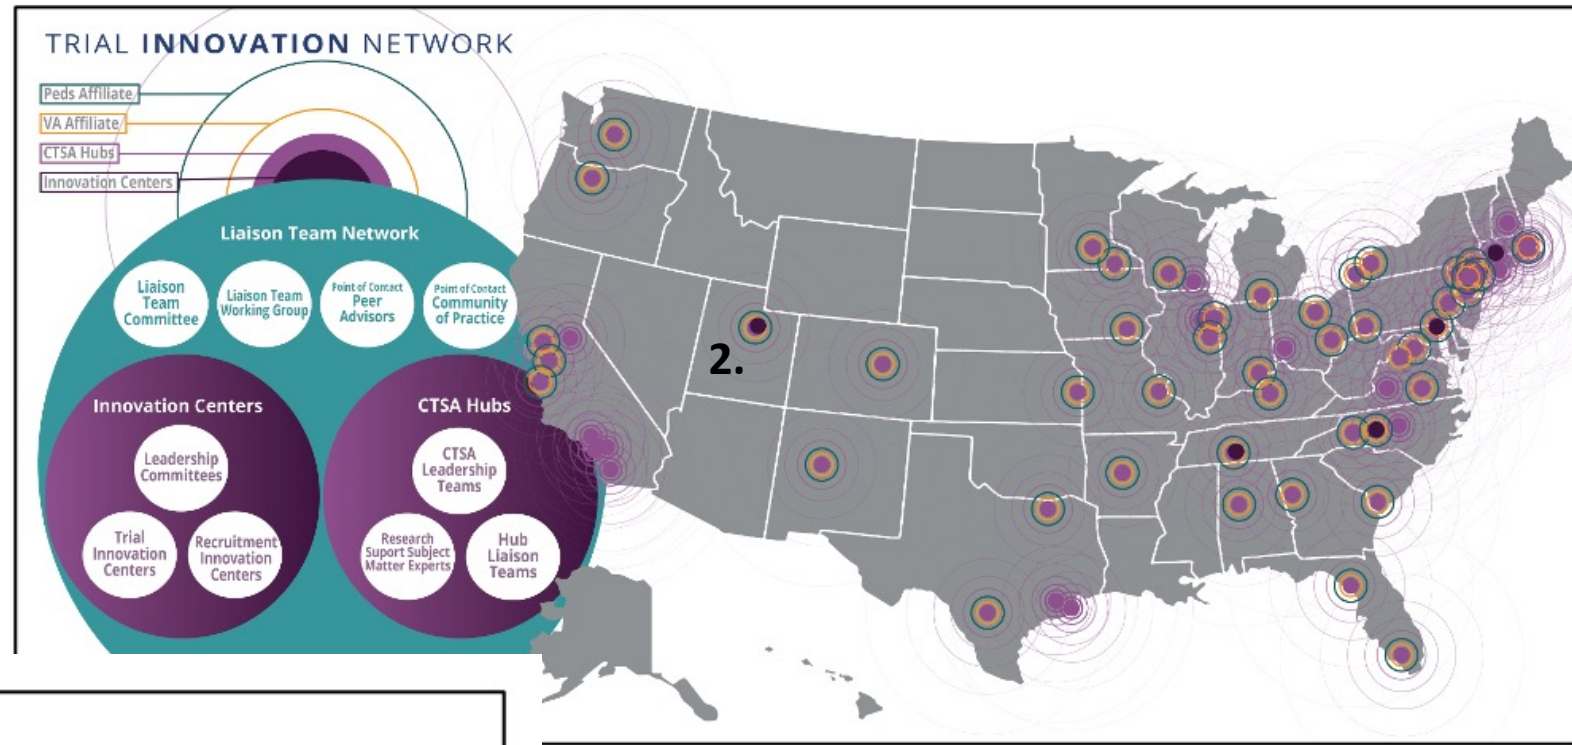 TRIAL INNOVATION NETWORK
Peds Affiliate
VA Affiliate
CTSA Hubs
Innovation Centers
Liaison Team Network
Liaison
Team
Committee
Liaison Team
Working Group
Point of Contact
Peer
Advisors
Point of Contact
Community
of Practice
Innovation Centers
Leadership
Committees
Trial
Innovation
Centers
Recruitment
Innovation
Centers
CTSA Hubs
CTSA
Leadership
Teams
Research
Suport Subject
Matter Experts
Hub
Liaison
Teams
2.